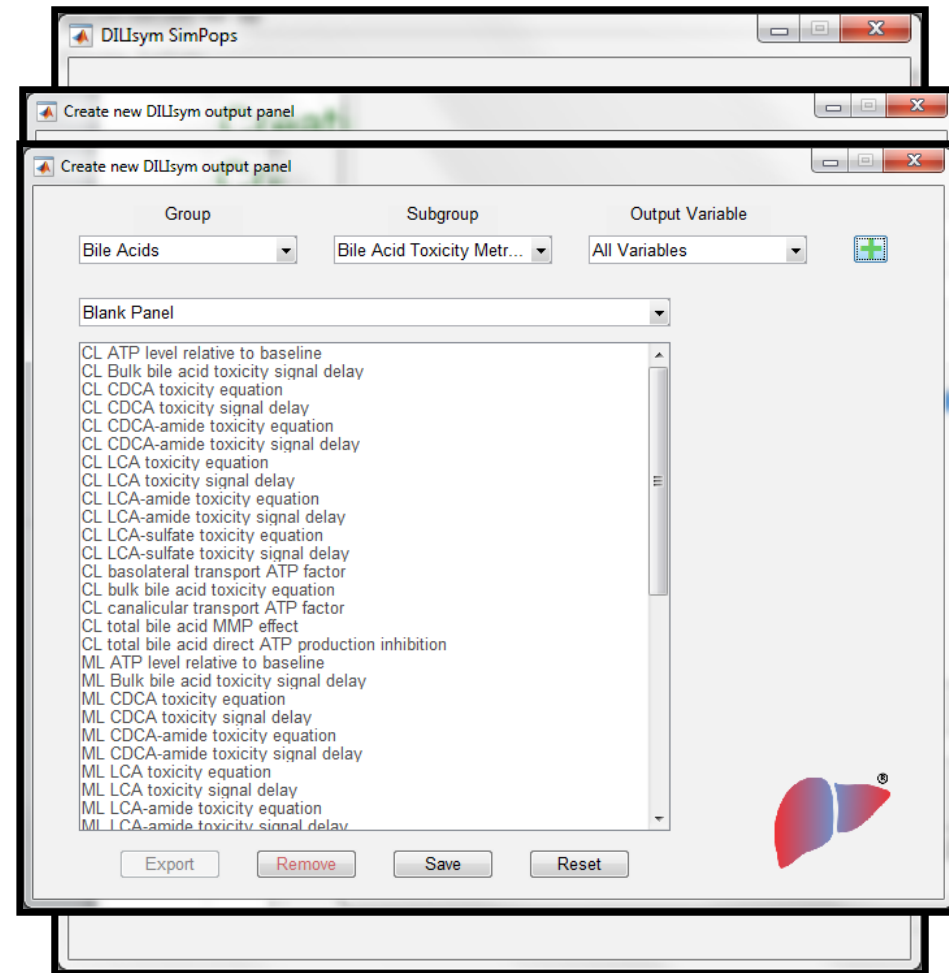 DILIsym SimPops
Create new DILIsym output panel
Create new DILIsym output panel
Group Subgroup Output Variable
Bile Acids Bile Acid Toxicity Metr... All Variables
Blank Panel
CL ATP level relative to baseline
CL Bulk bile acid toxicity signal delay
CL CDCA toxicity equation
CL CDCA toxicity signal delay
CL CDCA-amide toxicity equation
CL CDCA-amide toxicity signal delay
CL LCA toxicity equation
CL LCA toxicity signal delay
CL LCA-amide toxicity equation
CL LCA-amide toxicity signal delay
CL LCA-sulfate toxicity equation
CL LCA-sulfate toxicity signal delay
CL basolateral transport ATP factor
CL bulk bile acid toxicity equation
CL canalicular transport ATP factor
CL total bile acid MMP effect
CL total bile acid direct ATP production inhibition
ML ATP level relative to baseline
ML Bulk bile acid toxicity signal delay
ML CDCA toxicity equation
ML CDCA toxicity signal delay
ML CDCA-amide toxicity equation
ML CDCA-amide toxicity signal delay
ML LCA toxicity equation
ML LCA toxicity signal delay
ML LCA-amide toxicity equation
ML LCA-amide toxicity signal delay
®
Export Remove Save Reset